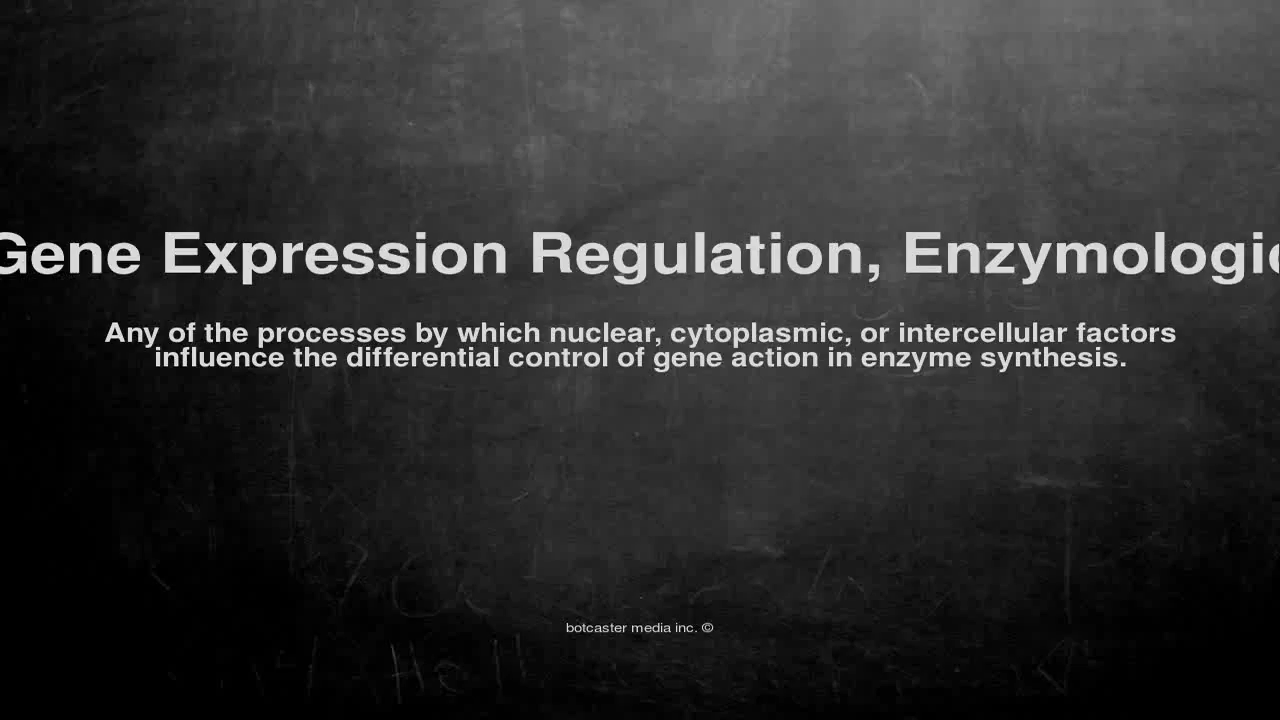 Gene Expression Regulation, Enzymologic
Any of the processes by which nuclear, cytoplasmic, or intercellular factors
influence the differential control of gene action in enzyme synthesis.
botcaster media inc. ©